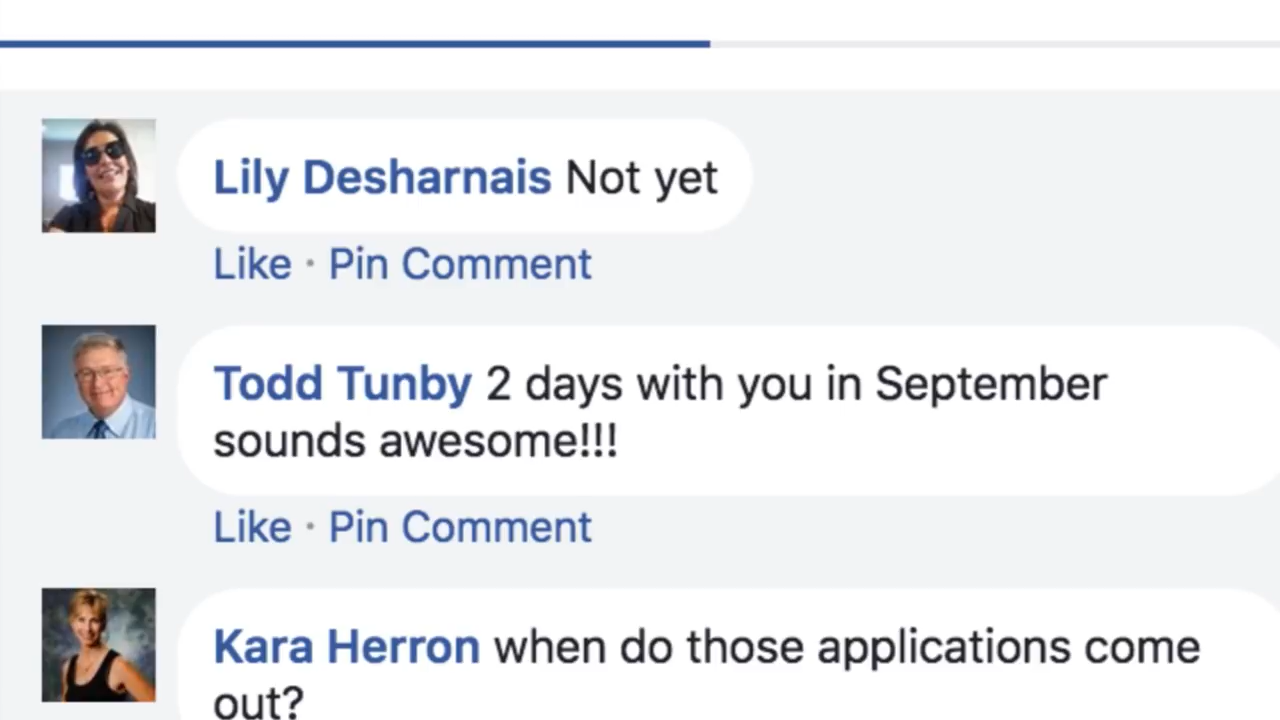 Lily Desharnais Not yet
Like · Pin Comment
Todd Tunby 2 days with you in September
sounds awesome!!!
Like · Pin Comment
Kara Herron when do those applications come
out?